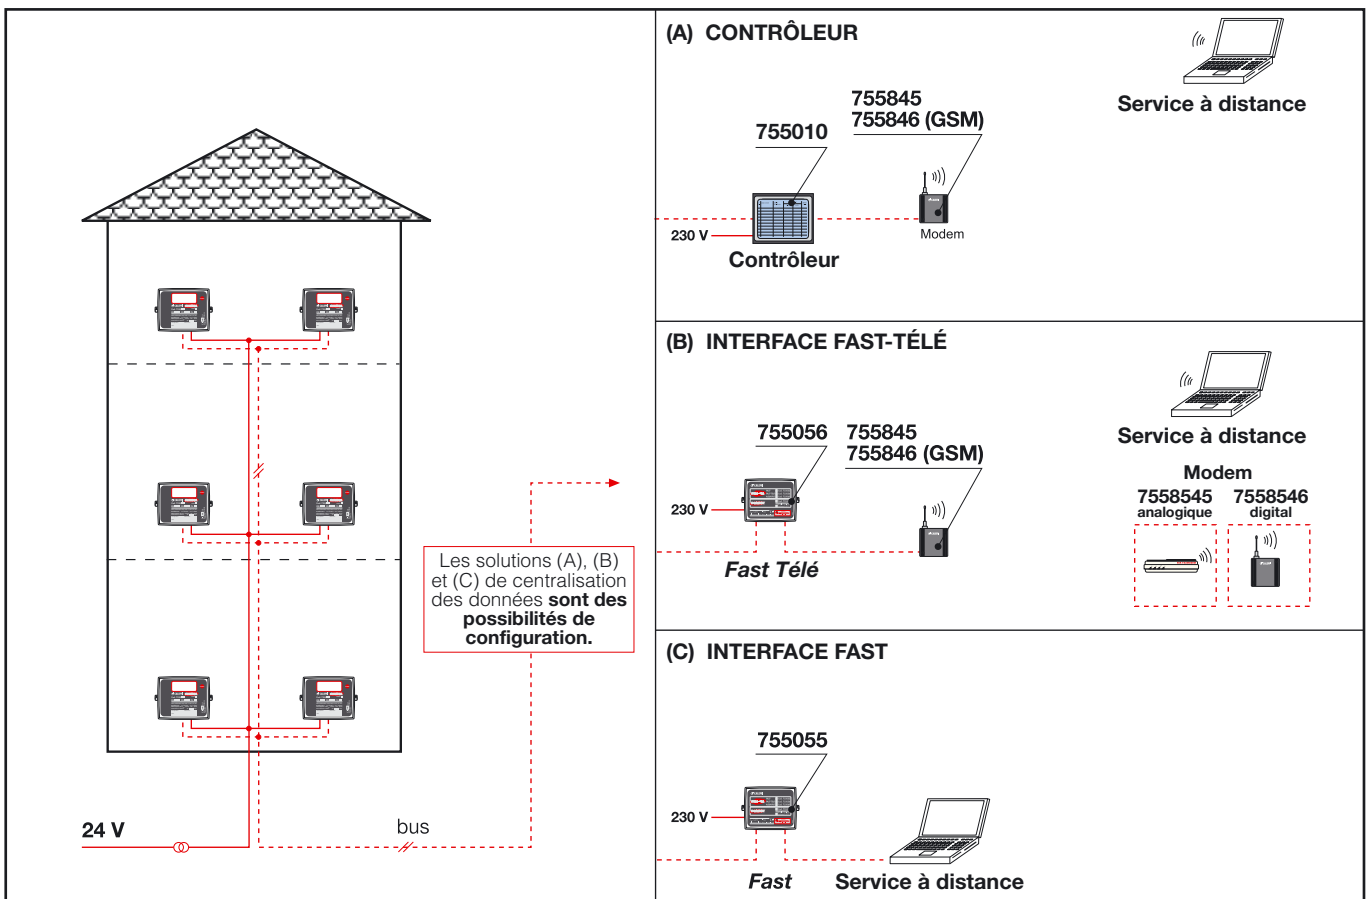 24 V
bus
Les solutions (A), (B)
et (C) de centralisation
des données sont des
possibilités de
configuration.
(A) CONTRÔLEUR
755010
755845
755846 (GSM)
230 V
Contrôleur
Modem
Service à distance
(B) INTERFACE FAST-TÉLÉ
755056
755845
755846 (GSM)
230 V
Fast Télé
Service à distance
Modem
7558545
analogique
7558546
digital
(C) INTERFACE FAST
755055
230 V
Fast
Service à distance